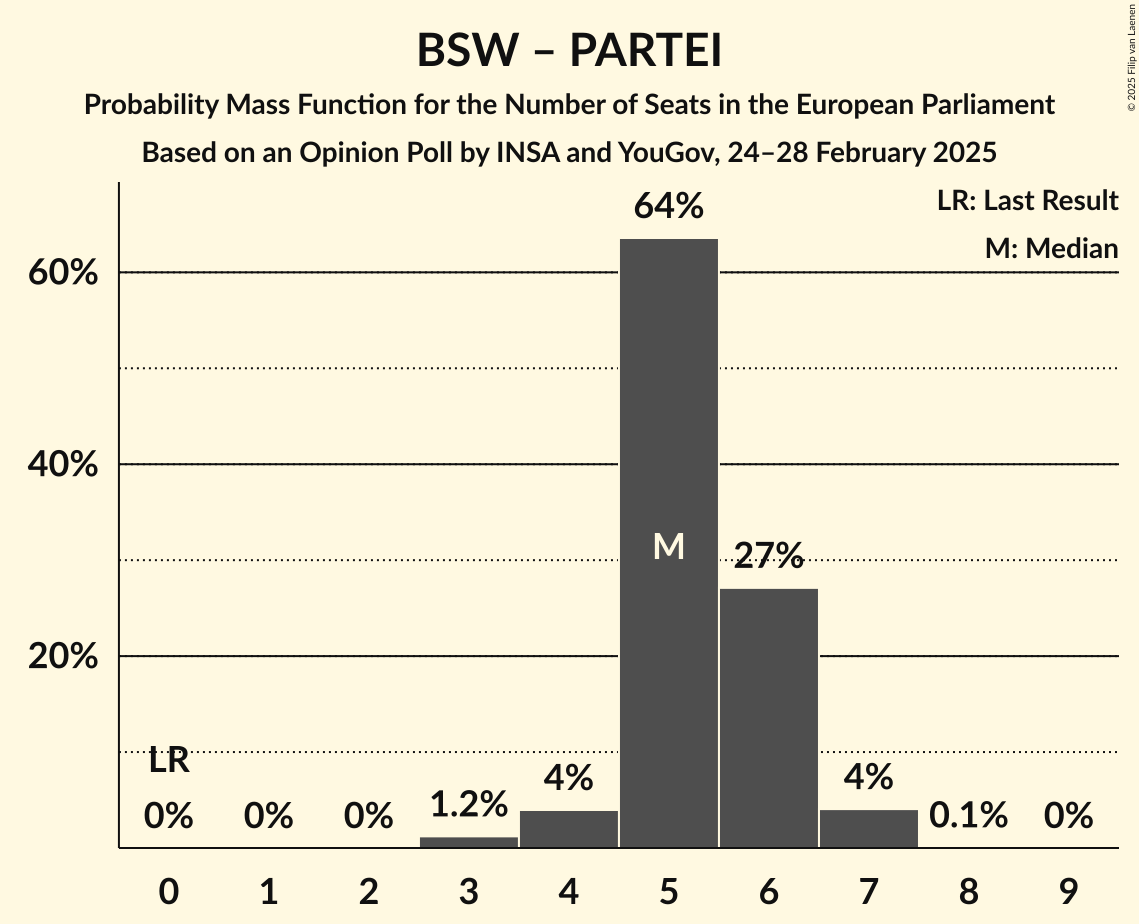 BSW – PARTEI
Probability Mass Function for the Number of Seats in the European Parliament
Based on an Opinion Poll by INSA and YouGov, 24–28 February 2025
© 2025 Filip van Laenen
LR: Last Result
M: Median
64%
60%
40%
M
27%
20%
LR
0%
0%
0%
1.2%
4%
4%
0.1%
0%
0 1 2 3 4 5 6 7 8 9